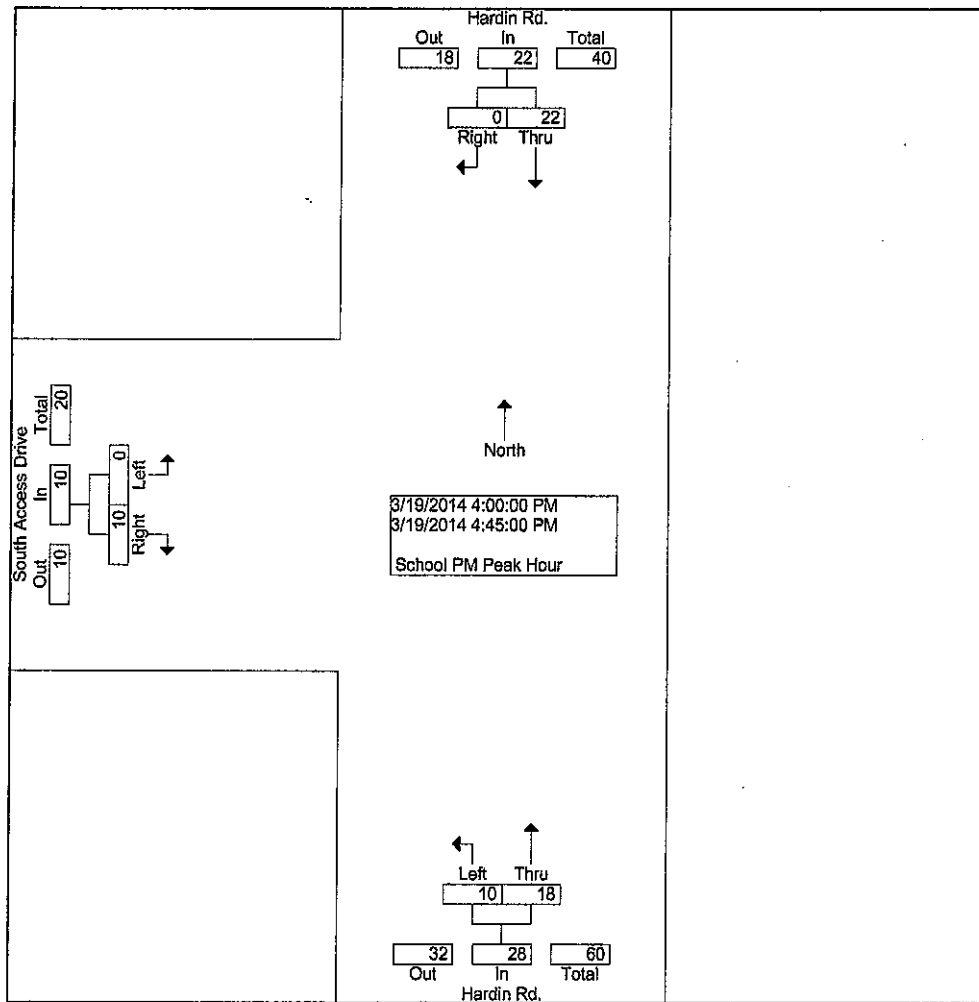 Hardin Rd.
Out In Total
18 22 40
0 22
Right Thru
South Access Drive
Out In Total
10 10 20
10 0
Right Left
North
3/19/2014 4:00:00 PM
3/19/2014 4:45:00 PM
School PM Peak Hour
Left Thru
10 18
32 28 60
Out In Total
Hardin Rd.